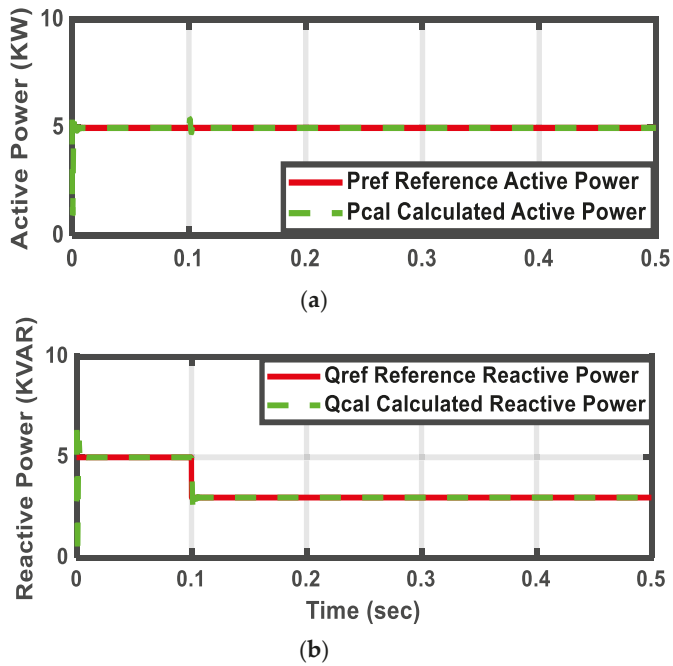 Active Power (KW)
10
5
0
Pref Reference Active Power
Pcal Calculated Active Power
0 0.1 0.2 0.3 0.4 0.5
(a)
Reactive Power (KVAR)
10
5
0
Qref Reference Reactive Power
Qcal Calculated Reactive Power
0 0.1 0.2 0.3 0.4 0.5
Time (sec)
(b)